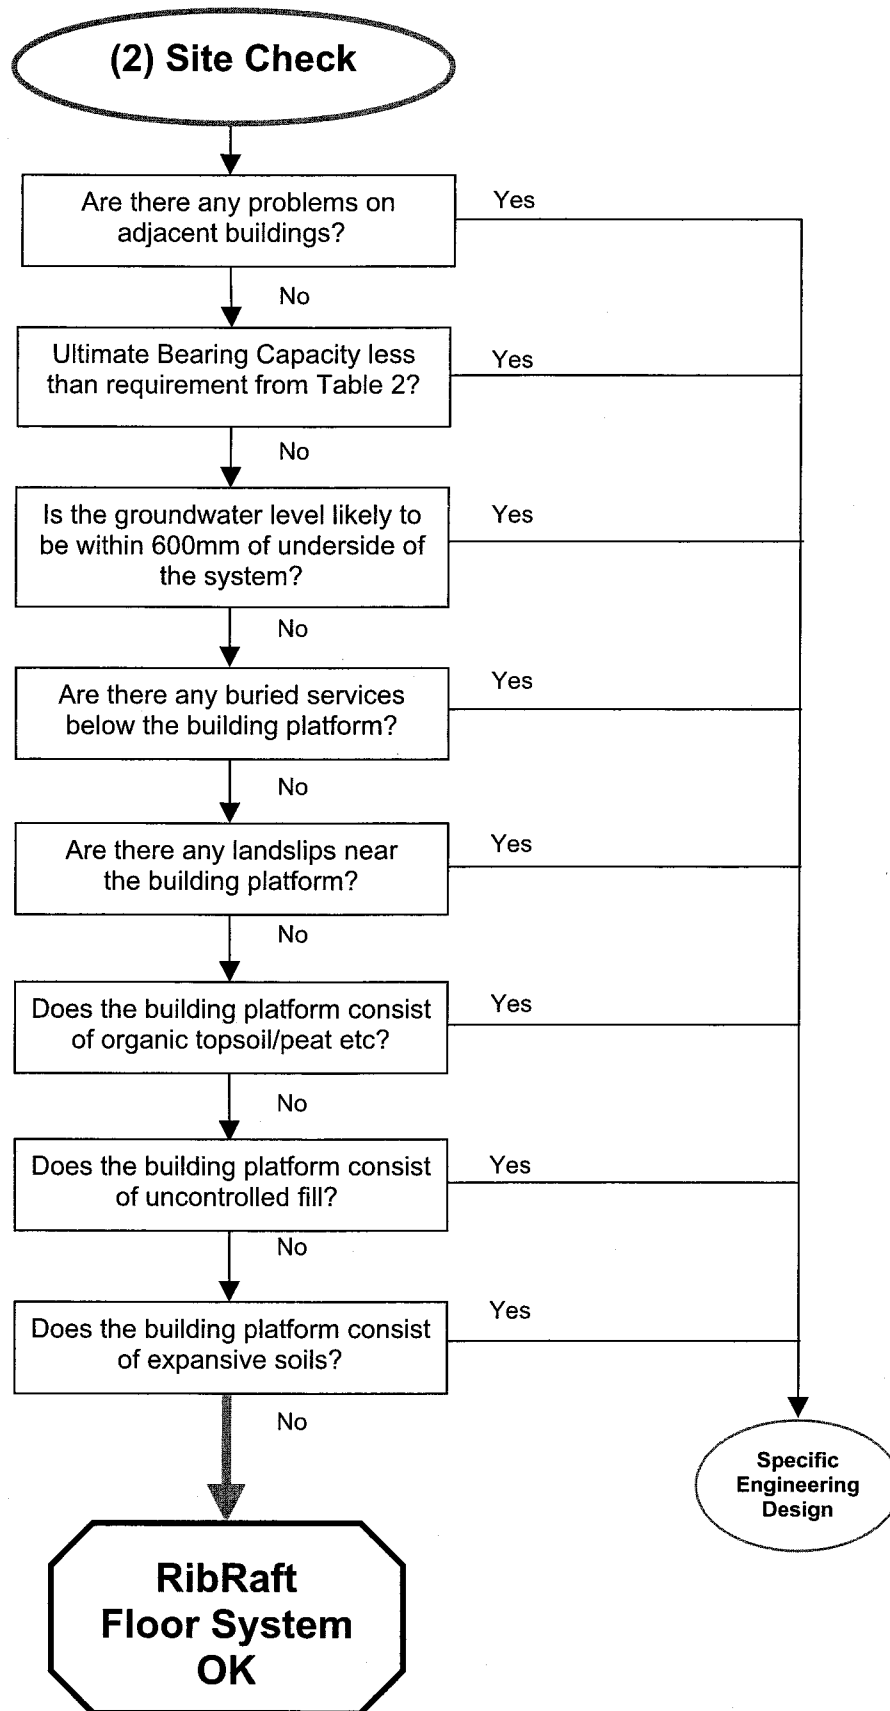 (2) Site Check
Are there any problems on
adjacent buildings?
Yes
No
Ultimate Bearing Capacity less
than requirement from Table 2?
Yes
No
Is the groundwater level likely to
be within 600mm of underside of
the system?
Yes
No
Are there any buried services
below the building platform?
Yes
No
Are there any landslips near
the building platform?
Yes
No
Does the building platform consist
of organic topsoil/peat etc?
Yes
No
Does the building platform consist
of uncontrolled fill?
Yes
No
Does the building platform consist
of expansive soils?
Yes
No
Specific
Engineering
Design
RibRaft
Floor System
OK